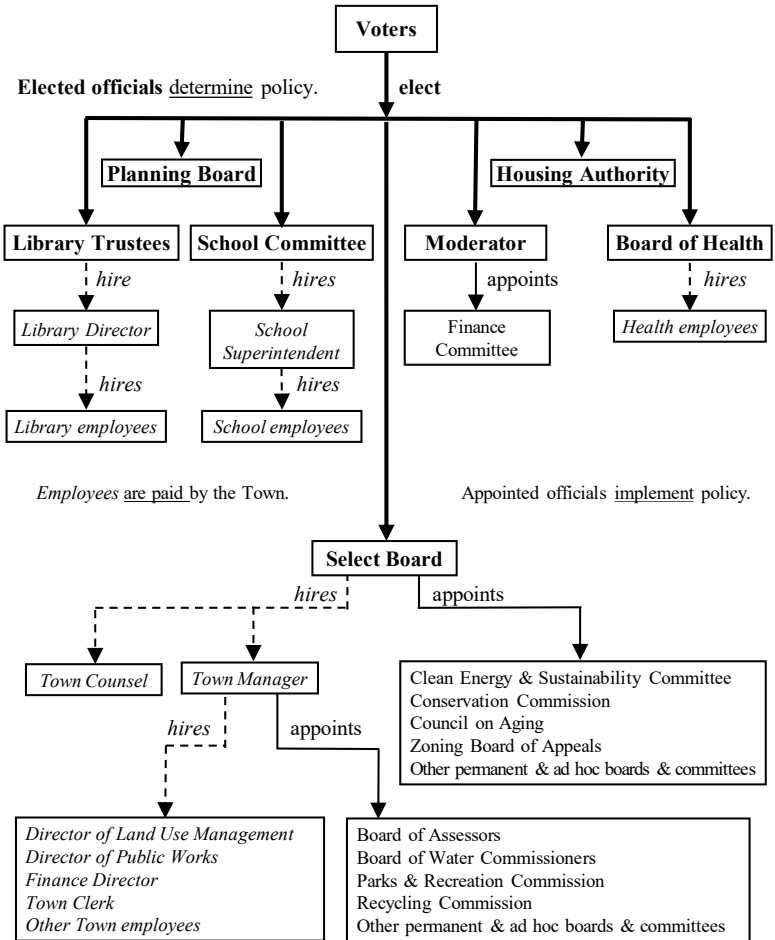 Voters
Elected officials determine policy.
elect
Planning Board
Housing Authority
Library Trustees
School Committee
Moderator
Board of Health
hire
hires
appoints
hires
Library Director
School
Superintendent
Finance
Committee
Health employees
hires
hires
Library employees
School employees
Employees are paid by the Town.
Appointed officials implement policy.
Select Board
hires
appoints
Town Counsel
Town Manager
Clean Energy & Sustainability Committee
Conservation Commission
Council on Aging
Zoning Board of Appeals
Other permanent & ad hoc boards & committees
hires
appoints
Director of Land Use Management
Director of Public Works
Finance Director
Town Clerk
Other Town employees
Board of Assessors
Board of Water Commissioners
Parks & Recreation Commission
Recycling Commission
Other permanent & ad hoc boards & committees